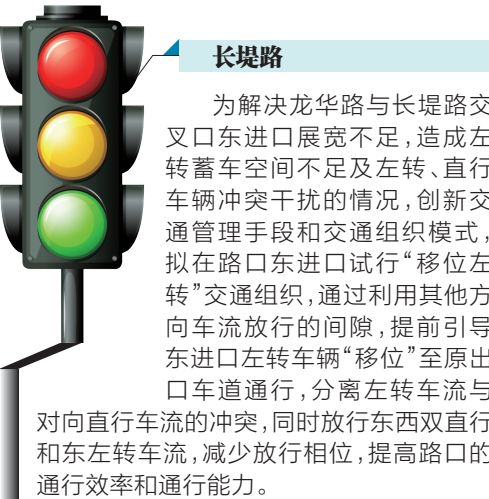 长堤路
为解决龙华路与长堤路交
叉口东进口展宽不足,造成左
转蓄车空间不足及左转、直行
车辆冲突干扰的情况,创新交
通管理手段和交通组织模式,
拟在路口东进口试行“移位左
转”交通组织,通过利用其他方
向车流放行的间隙,提前引导
东进口左转车辆“移位”至原出
口车道通行,分离左转车流与
对向直行车流的冲突,同时放行东西双直行
和东左转车流,减少放行相位,提高路口的
通行效率和通行能力。